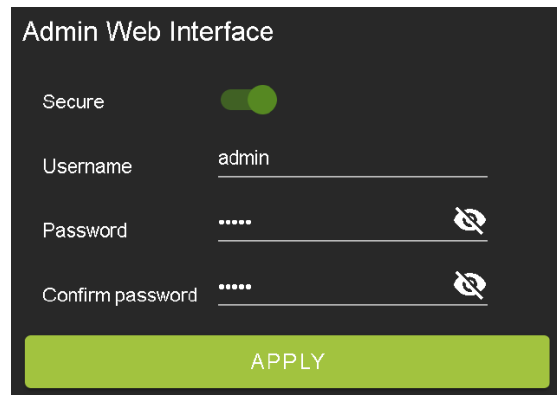 Admin Web Interface
Secure
Username admin
Password •••••
Confirm password •••••
APPLY